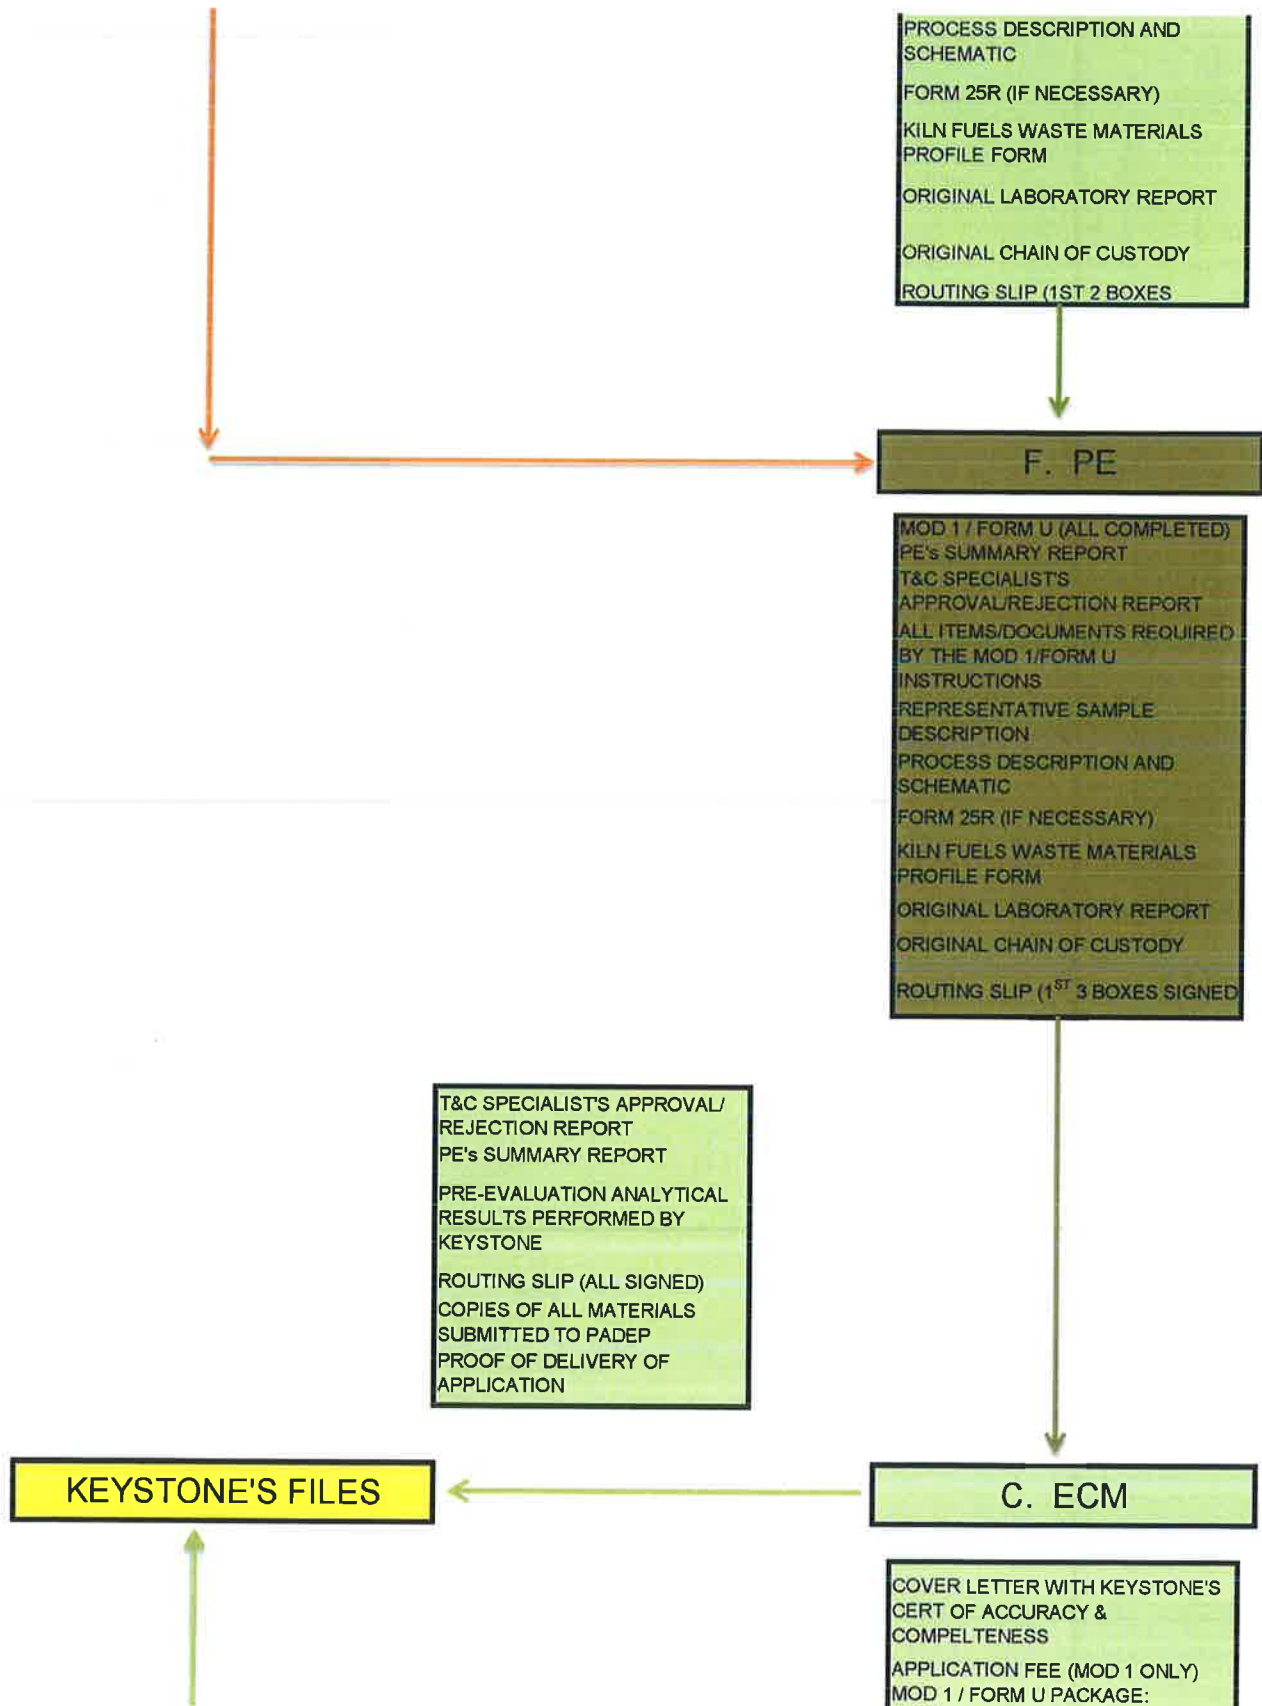 PROCESS DESCRIPTION AND
SCHEMATIC
FORM 25R (IF NECESSARY)
KILN FUELS WASTE MATERIALS
PROFILE FORM
ORIGINAL LABORATORY REPORT
ORIGINAL CHAIN OF CUSTODY
ROUTING SLIP (1ST 2 BOXES
F. PE
MOD 1 / FORM U (ALL COMPLETED)
PE's SUMMARY REPORT
T&C SPECIALIST'S
APPROVAL/REJECTION REPORT
ALL ITEMS/DOCUMENTS REQUIRED
BY THE MOD 1/FORM U
INSTRUCTIONS
REPRESENTATIVE SAMPLE
DESCRIPTION
PROCESS DESCRIPTION AND
SCHEMATIC
FORM 25R (IF NECESSARY)
KILN FUELS WASTE MATERIALS
PROFILE FORM
ORIGINAL LABORATORY REPORT
ORIGINAL CHAIN OF CUSTODY
ROUTING SLIP (1ST 3 BOXES SIGNED
T&C SPECIALIST'S APPROVAL/
REJECTION REPORT
PE's SUMMARY REPORT
PRE-EVALUATION ANALYTICAL
RESULTS PERFORMED BY
KEYSTONE
ROUTING SLIP (ALL SIGNED)
COPIES OF ALL MATERIALS
SUBMITTED TO PADEP
PROOF OF DELIVERY OF
APPLICATION
KEYSTONE'S FILES
C. ECM
COVER LETTER WITH KEYSTONE'S
CERT OF ACCURACY &
COMPELTENESS
APPLICATION FEE (MOD 1 ONLY)
MOD 1 / FORM U PACKAGE: